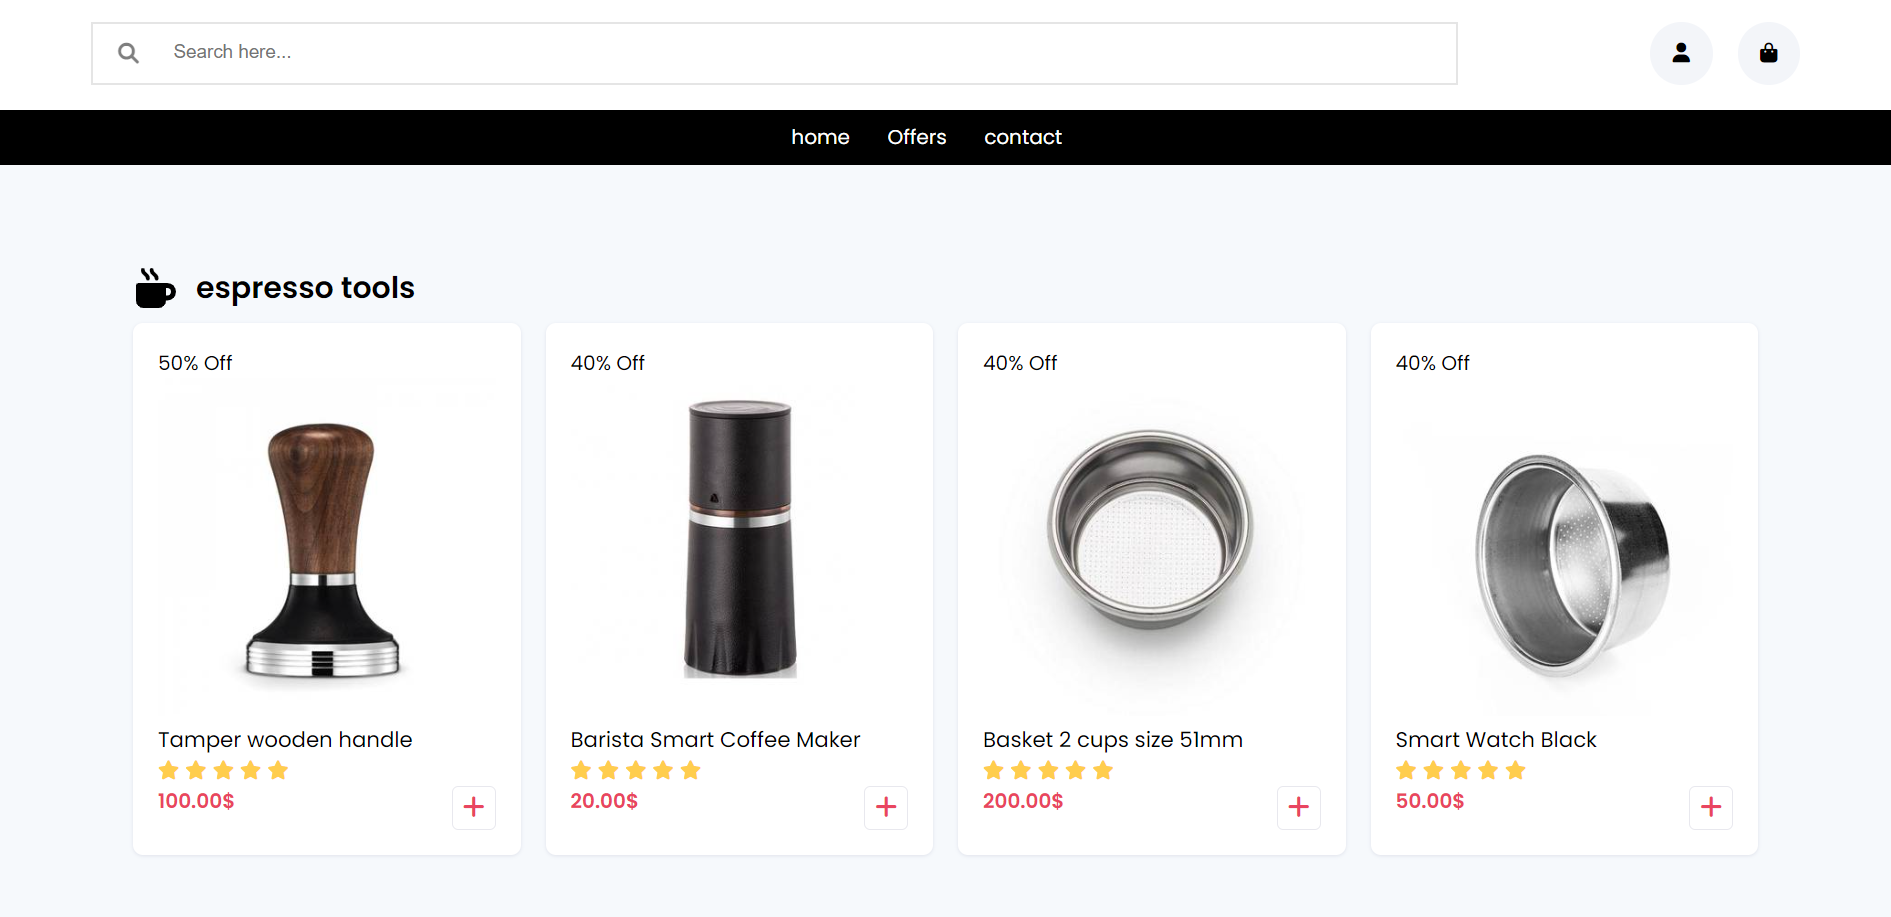 Search here...
home Offers contact
espresso tools
50% Off
Tamper wooden handle
100.00$
40% Off
Barista Smart Coffee Maker
20.00$
40% Off
Basket 2 cups size 51mm
200.00$
40% Off
Smart Watch Black
50.00$